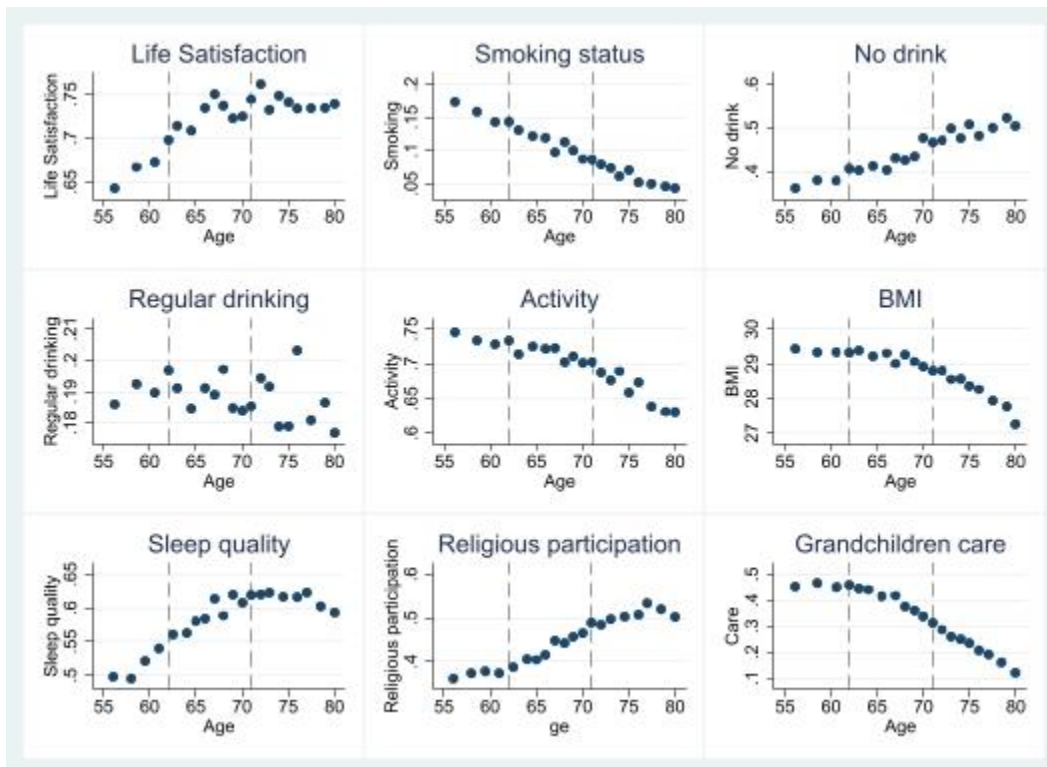 Life Satisfaction
Life Satisfaction
.75
.7
.65
55 60 65 70 75 80
Age
Smoking status
Smoking
.2
.15
.1
.05
55 60 65 70 75 80
Age
No drink
No drink
.6
.5
.4
55 60 65 70 75 80
Age
Regular drinking
Regular drinking
.21
.2
.19
.18
55 60 65 70 75 80
Age
Activity
Activity
.75
.7
.65
.6
55 60 65 70 75 80
Age
BMI
BMI
30
29
28
27
55 60 65 70 75 80
Age
Sleep quality
Sleep quality
.65
.6
.55
.5
55 60 65 70 75 80
Age
Religious participation
Religious participation
.6
.5
.4
55 60 65 70 75 80
ge
Grandchildren care
Care
.5
.4
.3
.2
.1
55 60 65 70 75 80
Age